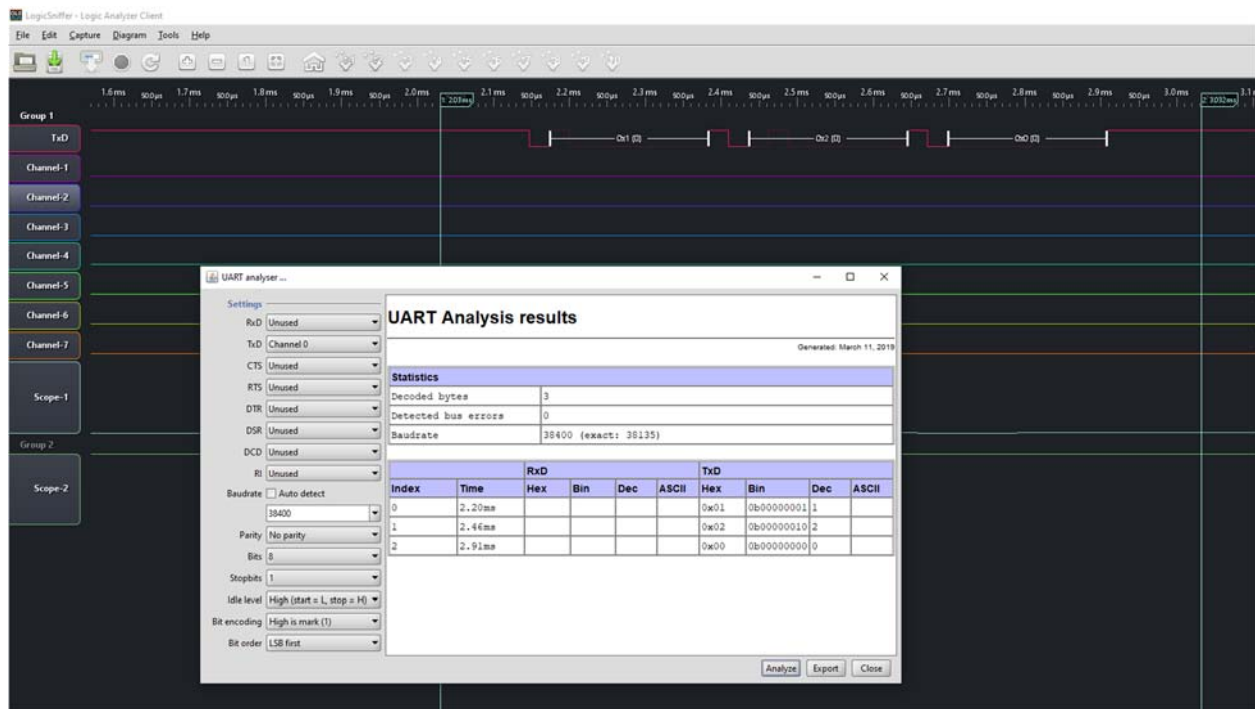 LogicSniffer - Logic Analyzer Client
File Edit Capture Diagram Tools Help
1.6ms 500µs 1.7ms 500µs 1.8ms 500µs 1.9ms 500µs 2.0ms 2.1ms 500µs 2.2ms 500µs 2.3ms 500µs 2.4ms 500µs 2.5ms 500µs 2.6ms 500µs 2.7ms 500µs 2.8ms 500µs 2.9ms 500µs 3.0ms
Group 1
TxD 0x1 (0) 0x2 (0) 0x0 (0)
Channel-1
Channel-2
Channel-3
Channel-4
Channel-5
Channel-6
Channel-7
Scope-1
Group 2
Scope-2
UART analyser ...
Settings
RxD Unused
TxD Channel 0
CTS Unused
RTS Unused
DTR Unused
DSR Unused
DCD Unused
RI Unused
Baudrate Auto detect
38400
Parity No parity
Bits 8
Stopbits 1
Idle level High (start = L, stop = H)
Bit encoding High is mark (1)
Bit order LSB first
UART Analysis results
Generated: March 11, 2019
Statistics
Decoded bytes 3
Detected bus errors 0
Baudrate 38400 (exact: 38135)
RxD TxD
Index Time Hex Bin Dec ASCII Hex Bin Dec ASCII
0 2.20ms 0x01 0b00000001 1
1 2.46ms 0x02 0b00000010 2
2 2.91ms 0x00 0b00000000 0
Analyze Export Close